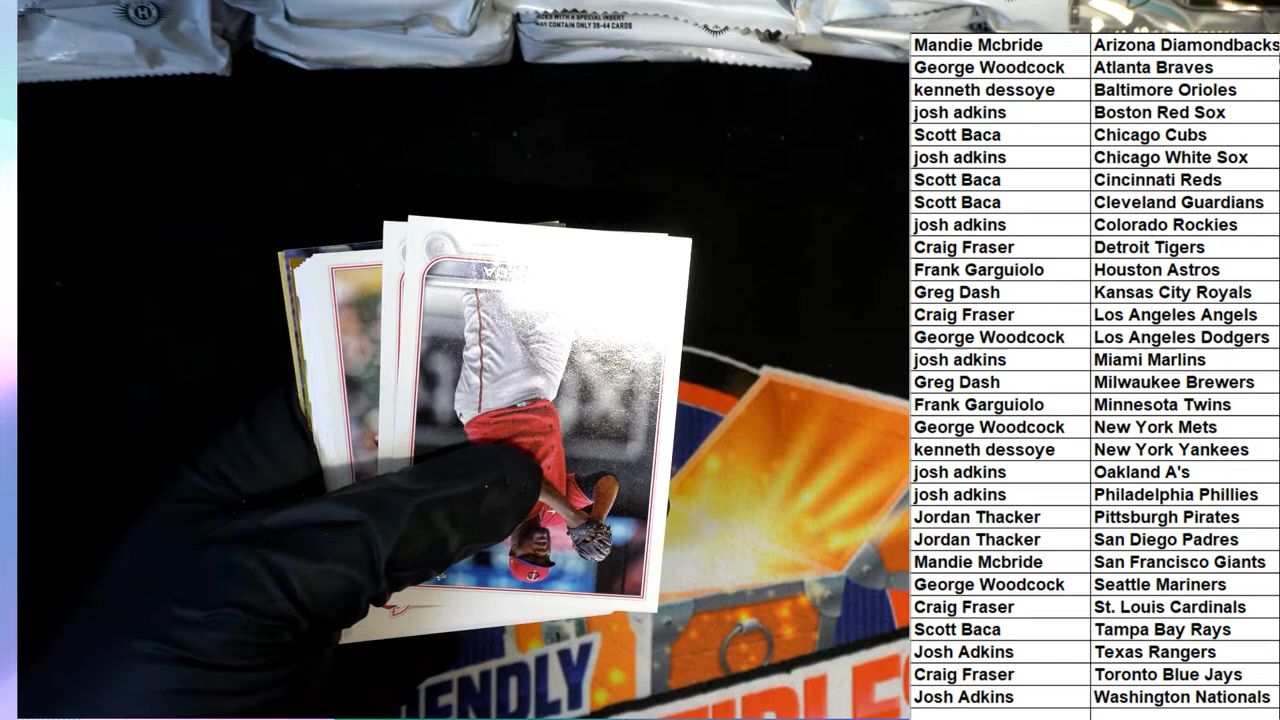 ACKS WITH A SPECIAL INSERT
MAY CONTAIN ONLY 39-44 CARDS
H
Mandie Mcbride Arizona Diamondbacks
George Woodcock Atlanta Braves
kenneth dessoye Baltimore Orioles
josh adkins Boston Red Sox
Scott Baca Chicago Cubs
josh adkins Chicago White Sox
Scott Baca Cincinnati Reds
Scott Baca Cleveland Guardians
josh adkins Colorado Rockies
Craig Fraser Detroit Tigers
Frank Garguiolo Houston Astros
Greg Dash Kansas City Royals
Craig Fraser Los Angeles Angels
George Woodcock Los Angeles Dodgers
josh adkins Miami Marlins
Greg Dash Milwaukee Brewers
Frank Garguiolo Minnesota Twins
George Woodcock New York Mets
kenneth dessoye New York Yankees
josh adkins Oakland A's
josh adkins Philadelphia Phillies
Jordan Thacker Pittsburgh Pirates
Jordan Thacker San Diego Padres
Mandie Mcbride San Francisco Giants
George Woodcock Seattle Mariners
Craig Fraser St. Louis Cardinals
Scott Baca Tampa Bay Rays
Josh Adkins Texas Rangers
Craig Fraser Toronto Blue Jays
Josh Adkins Washington Nationals
ENDLY